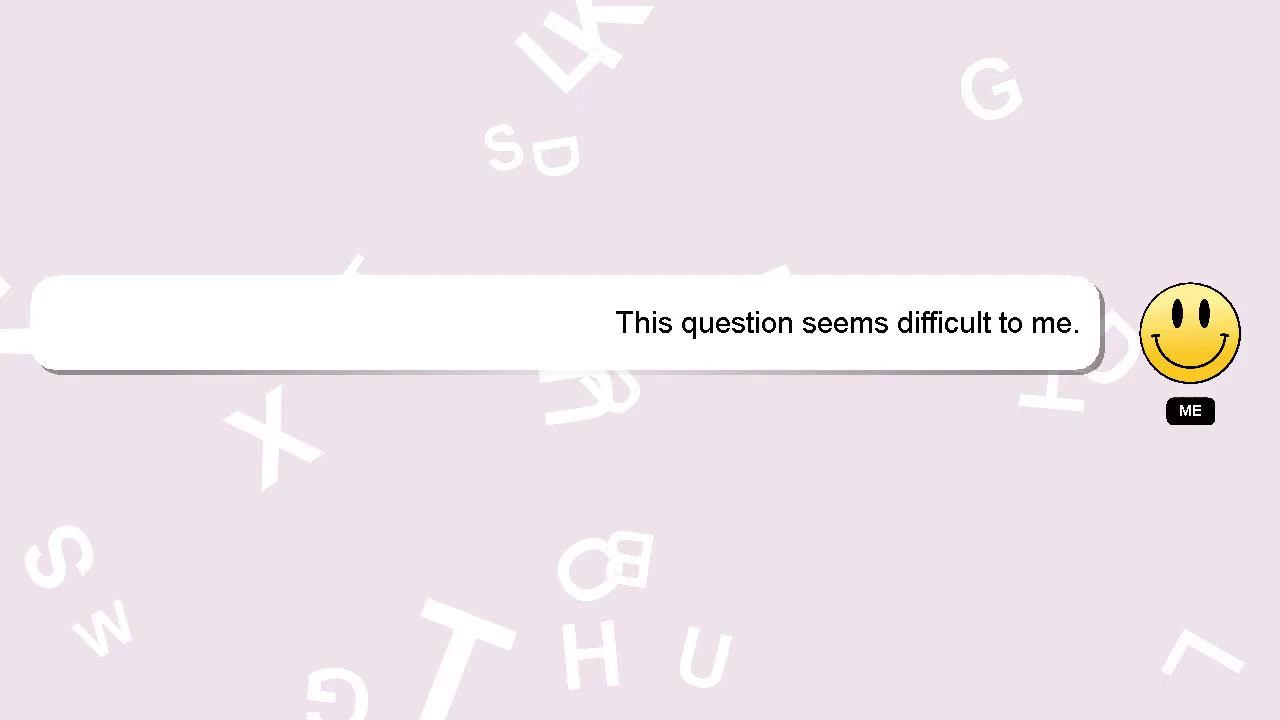 L K
G
S D
This question seems difficult to me.
ME
X
S
W
C B
T
H U
G
L